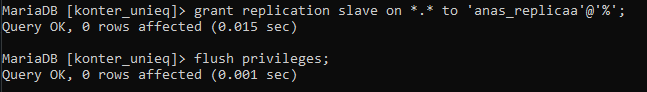 MariaDB [konter_unieq]> grant replication slave on *.* to 'anas_replicaa'@'%';
Query OK, 0 rows affected (0.015 sec)
MariaDB [konter_unieq]> flush privileges;
Query OK, 0 rows affected (0.001 sec)